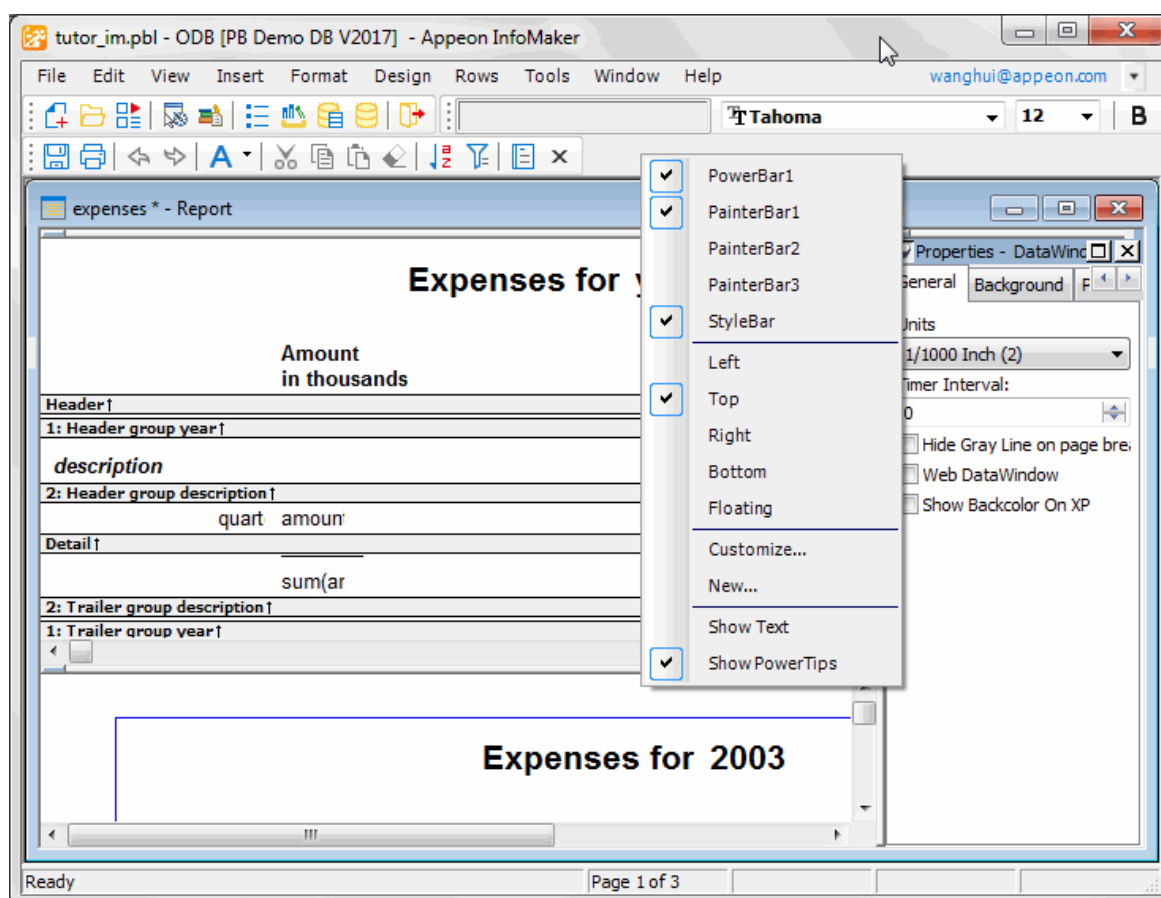 tutor_im.pbl - ODB [PB Demo DB V2017] - Appeon InfoMaker
File Edit View Insert Format Design Rows Tools Window Help wanghui@appeon.com
Tahoma 12 B
expenses * - Report
Expenses for
Amount
in thousands
Header↑
1: Header group year↑
description
2: Header group description↑
quart amount
Detail↑
sum(ar
2: Trailer group description↑
1: Trailer group year↑
PowerBar1
PainterBar1
PainterBar2
PainterBar3
StyleBar
Left
Top
Right
Bottom
Floating
Customize...
New...
Show Text
Show PowerTips
Properties - DataWind
General Background F
Units
1/1000 Inch (2)
Timer Interval:
0
Hide Gray Line on page brea
Web DataWindow
Show Backcolor On XP
Expenses for 2003
Ready Page 1 of 3